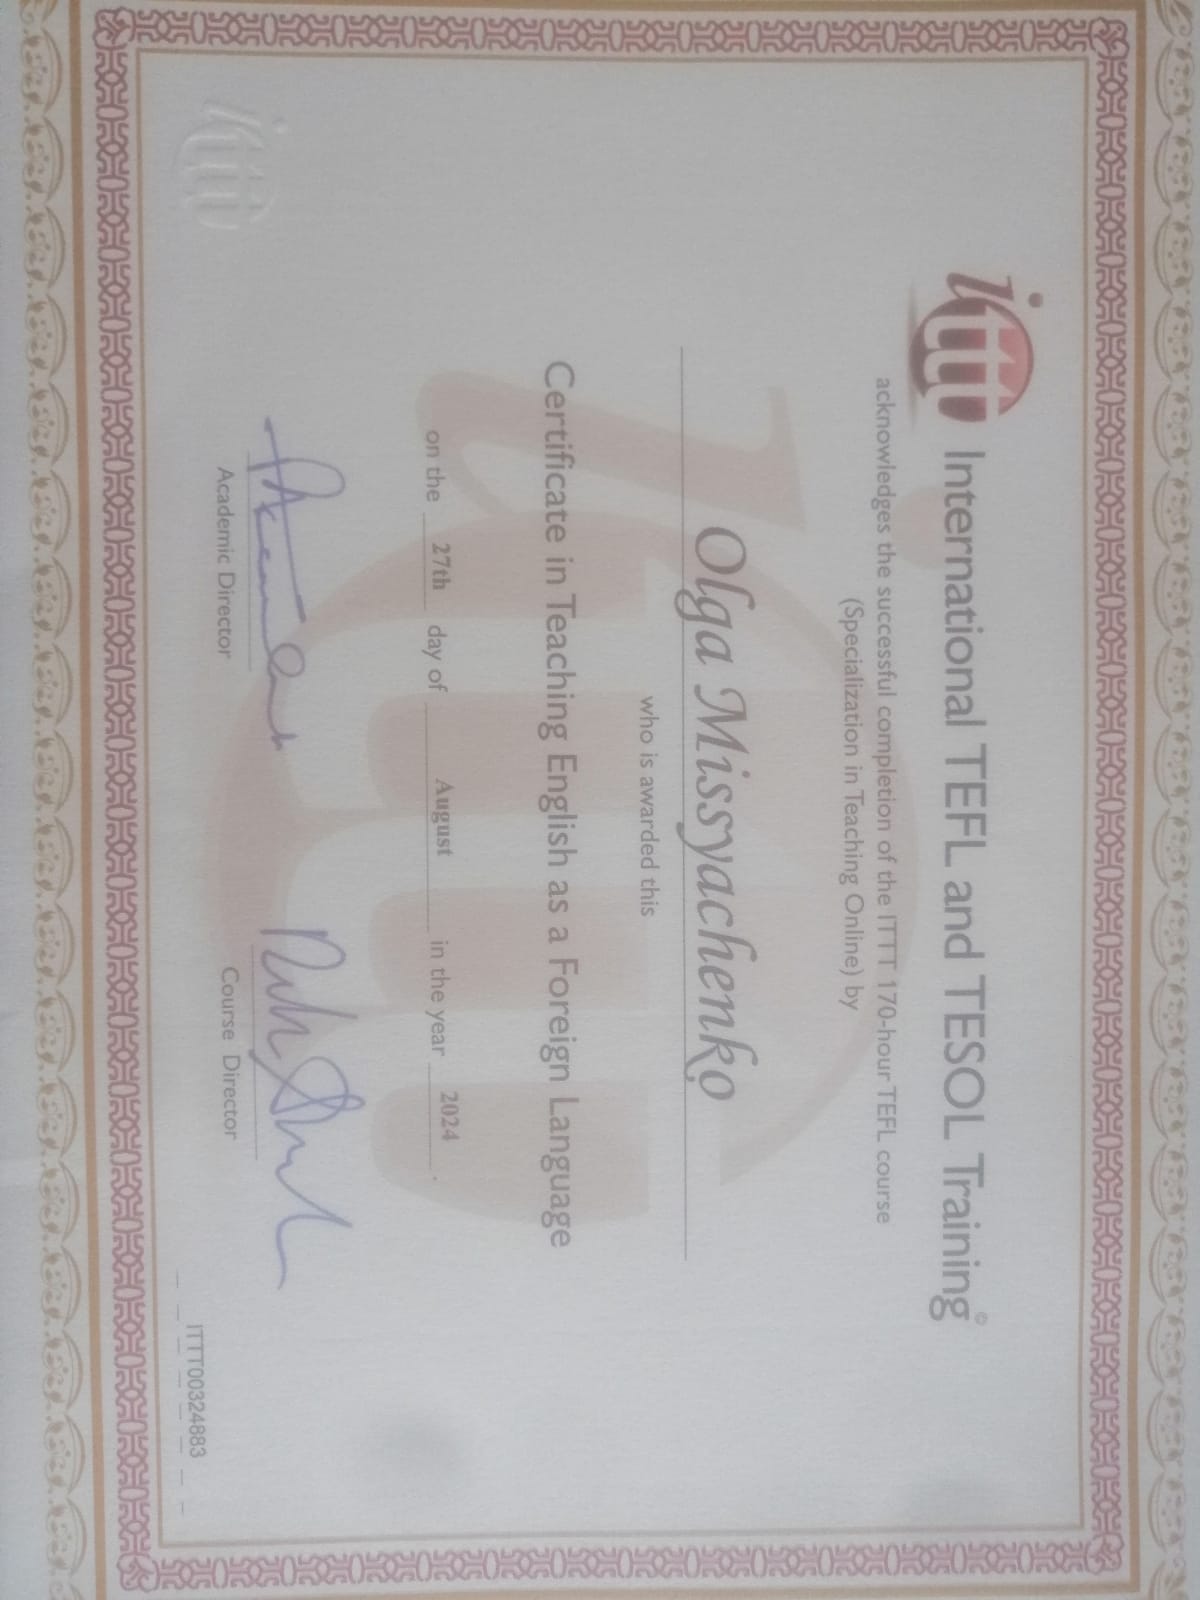 ittt International TEFL and TESOL Training©
acknowledges the successful completion of the ITTT 170-hour TEFL course
(Specialization in Teaching Online) by
Olga Missyachenko
who is awarded this
Certificate in Teaching English as a Foreign Language
on the 27th day of August in the year 2024 .
Academic Director Course Director
ittt
ITTT00324883